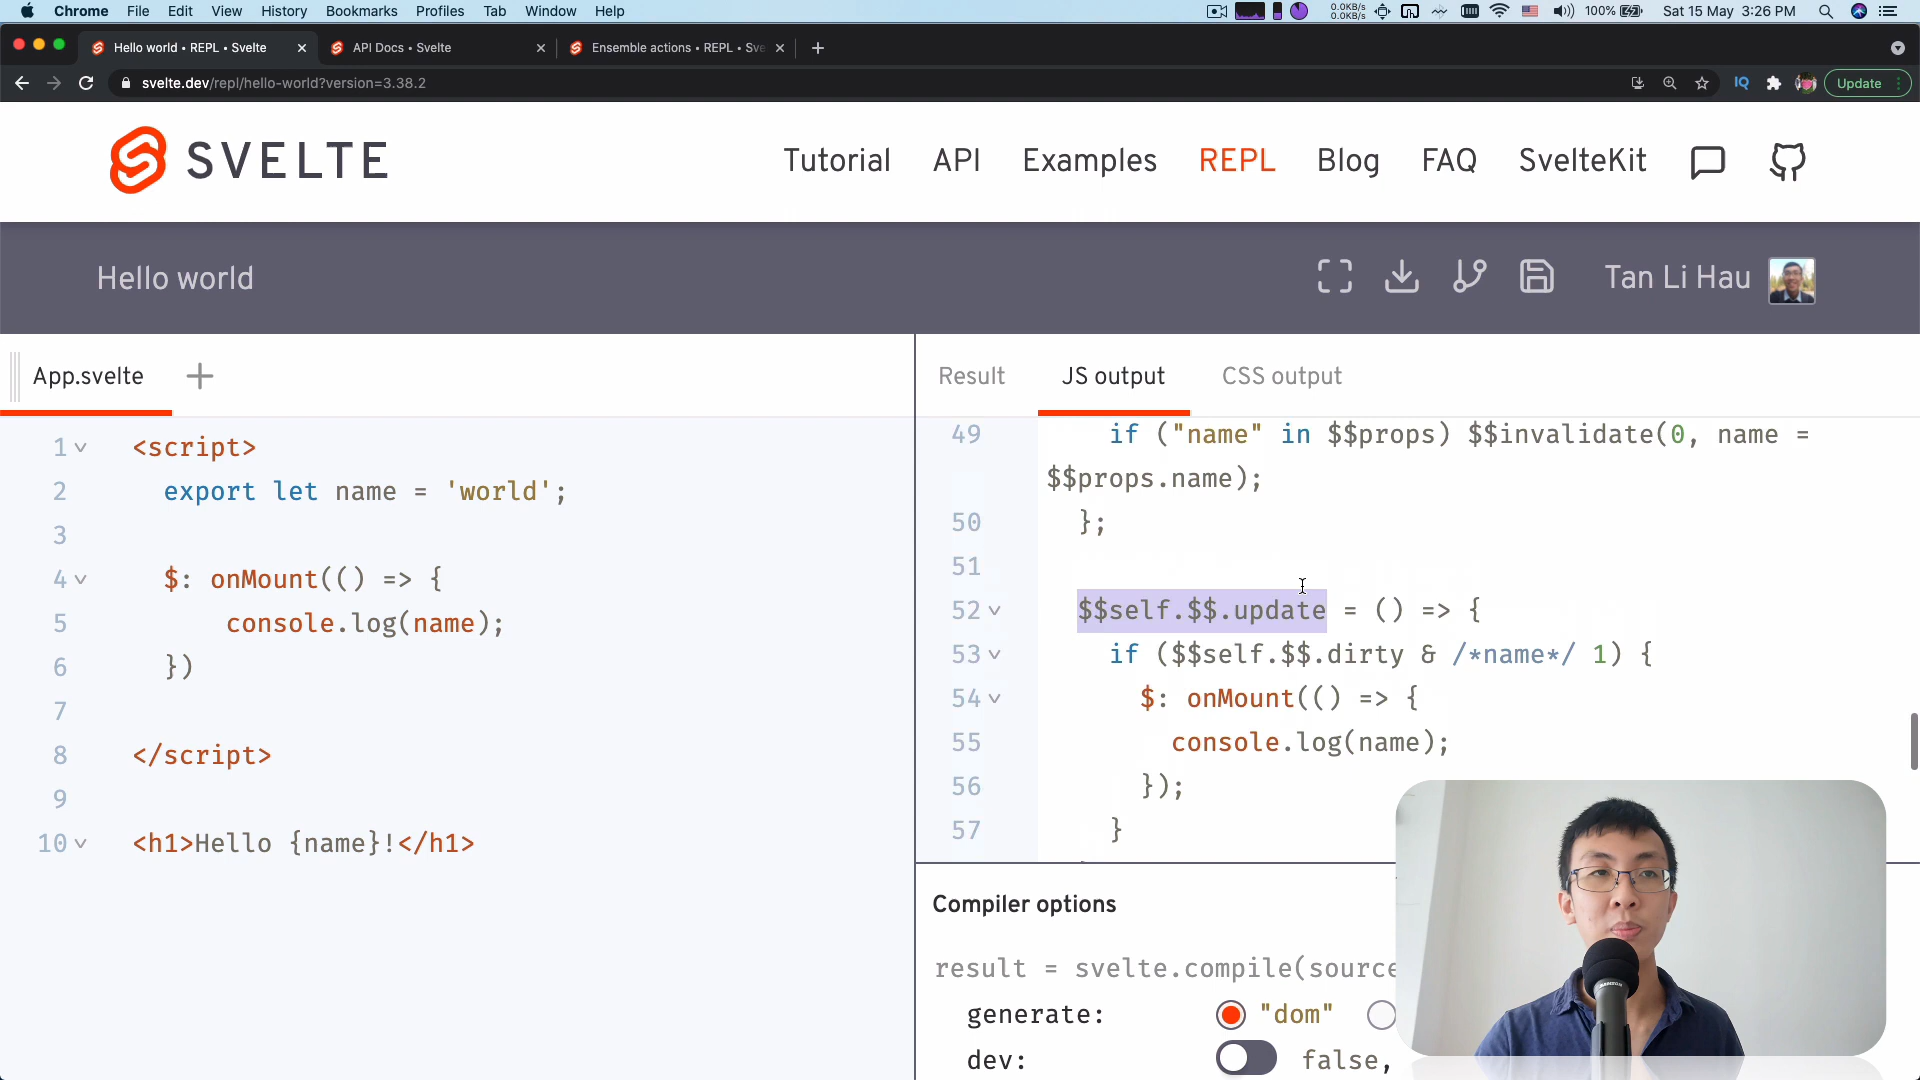 Chrome File Edit View History Bookmarks Profiles Tab Window Help
0.0KB/s
0.0KB/s
100%
Sat 15 May 3:26 PM
Hello world • REPL • Svelte
API Docs • Svelte
Ensemble actions • REPL • Sve
svelte.dev/repl/hello-world?version=3.38.2
IQ
Update
SVELTE
Tutorial API Examples REPL Blog FAQ SvelteKit
Hello world
Tan Li Hau
App.svelte
Result JS output CSS output
1 <script>
2 export let name = 'world';
3
4 $: onMount(() => {
5 console.log(name);
6 })
7
8 </script>
9
10 <h1>Hello {name}!</h1>
49 if ("name" in $$props) $$invalidate(0, name =
$$props.name);
50 };
51
52 $$self.$$.update = () => {
53 if ($$self.$$.dirty & /*name*/ 1) {
54 $: onMount(() => {
55 console.log(name);
56 });
57 }
Compiler options
result = svelte.compile(source
generate: "dom"
dev: false,